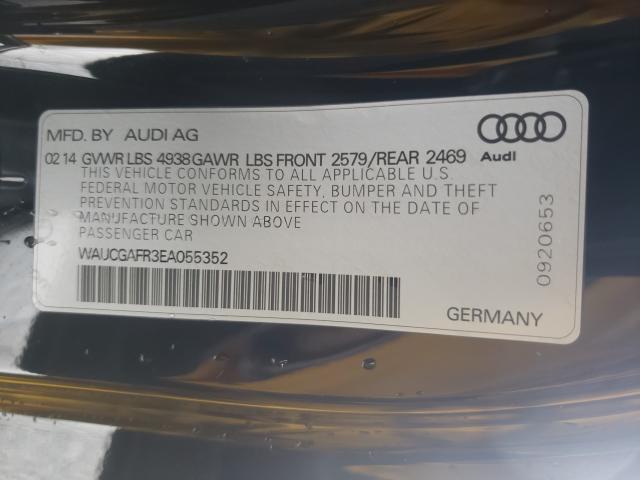 MFD. BY AUDI AG
02 14 GVWR LBS 4938 GAWR LBS FRONT 2579/REAR 2469
Audi
THIS VEHICLE CONFORMS TO ALL APPLICABLE U.S.
FEDERAL MOTOR VEHICLE SAFETY, BUMPER AND THEFT
PREVENTION STANDARDS IN EFFECT ON THE DATE OF
MANUFACTURE SHOWN ABOVE
PASSENGER CAR
WAUCGAFR3EA055352
0920653
GERMANY